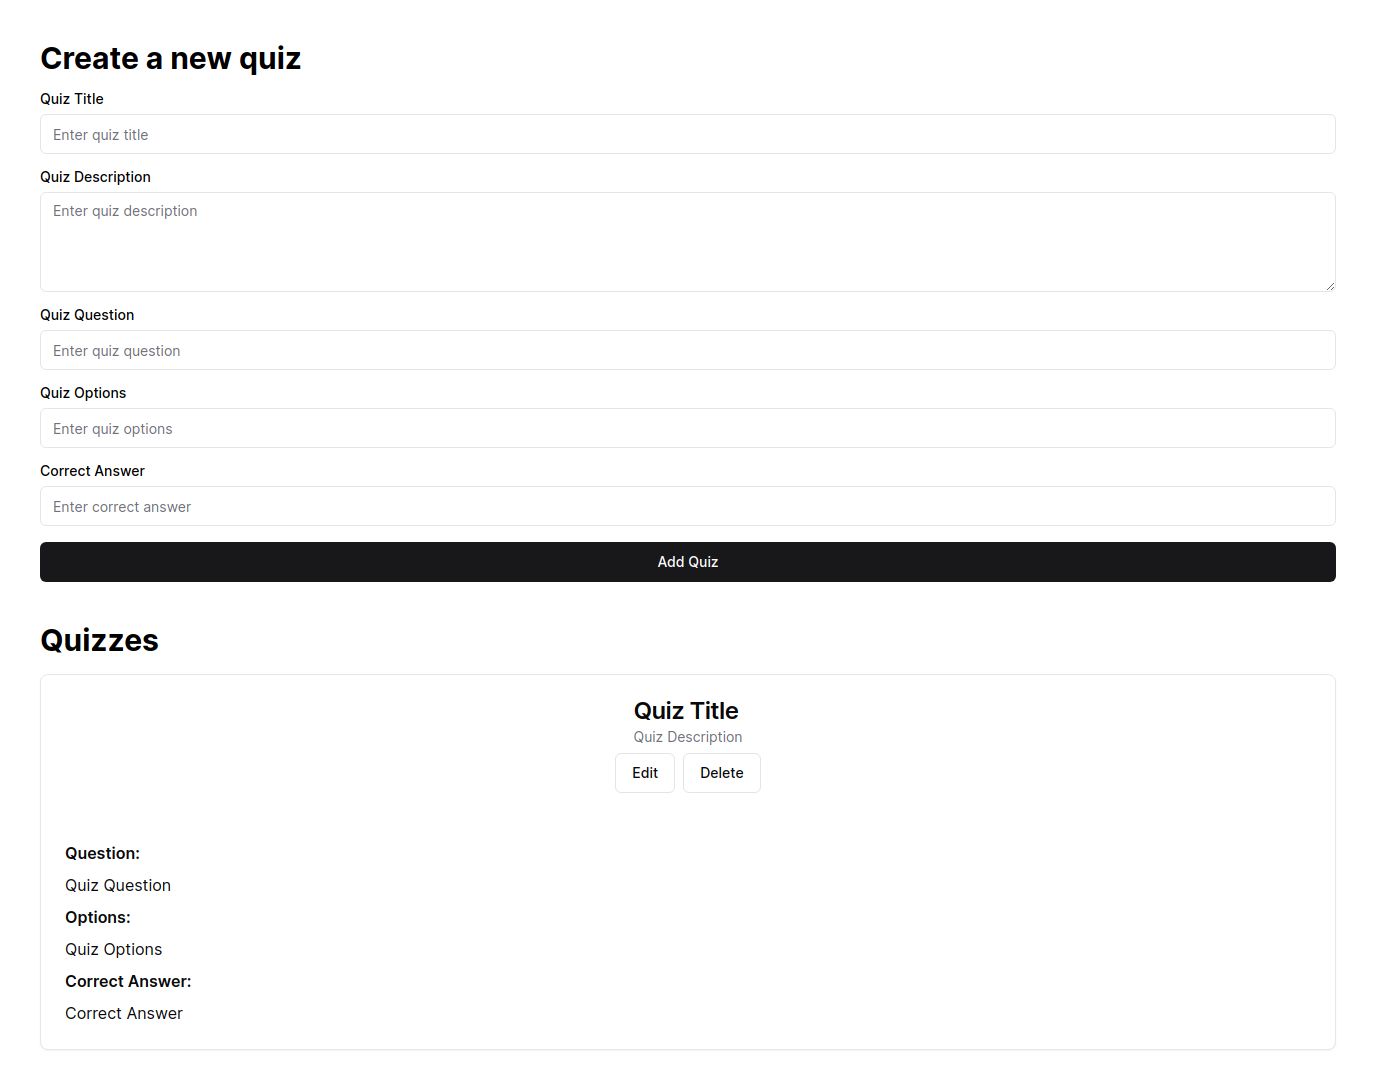 Create a new quiz
Quiz Title
Enter quiz title
Quiz Description
Enter quiz description
Quiz Question
Enter quiz question
Quiz Options
Enter quiz options
Correct Answer
Enter correct answer
Add Quiz
Quizzes
Quiz Title
Quiz Description
Edit Delete
Question:
Quiz Question
Options:
Quiz Options
Correct Answer:
Correct Answer